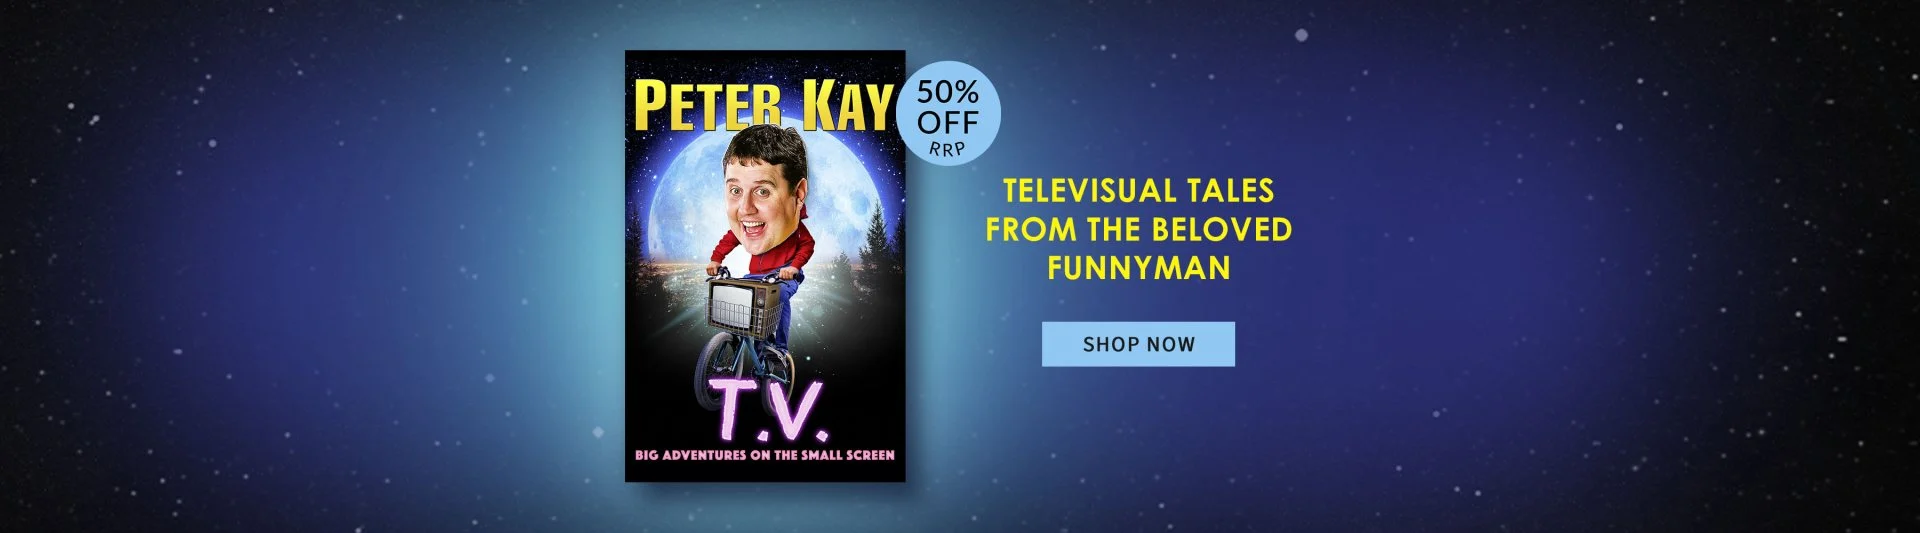 PETER KAY
50%
OFF
RRP
TELEVISUAL TALES
FROM THE BELOVED
FUNNYMAN
SHOP NOW
T.V.
BIG ADVENTURES ON THE SMALL SCREEN